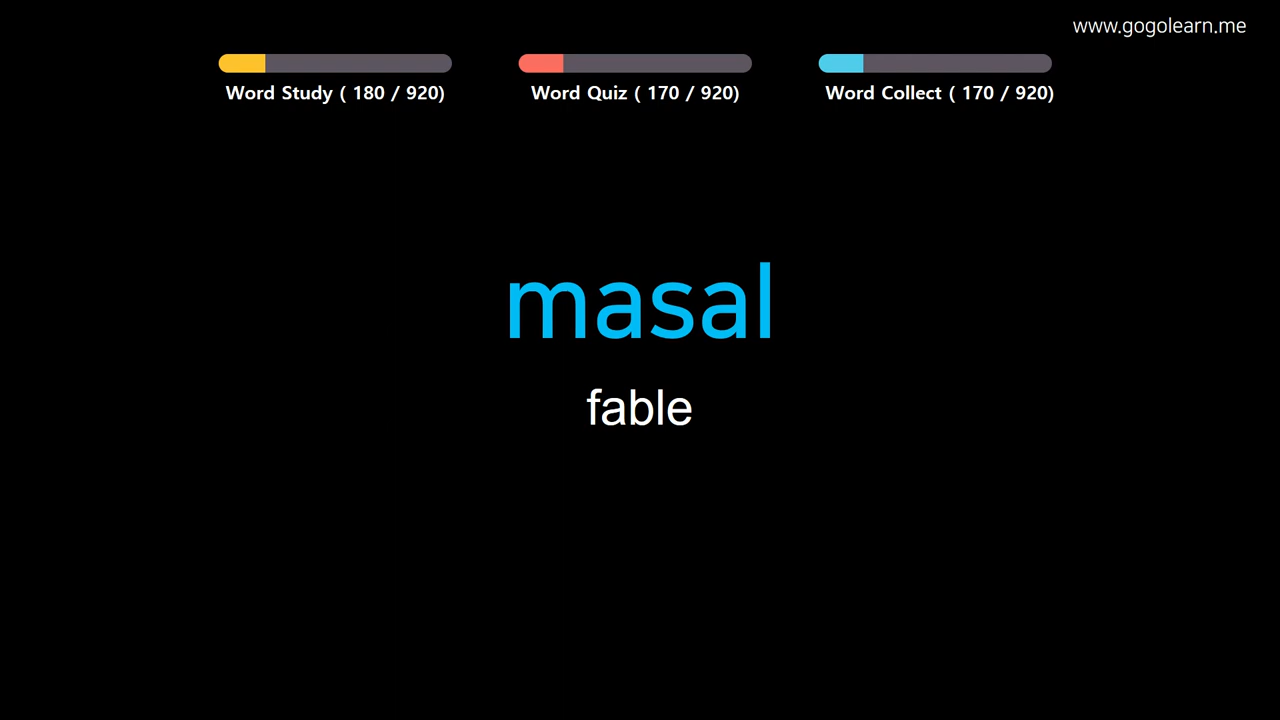 www.gogolearn.me
Word Study ( 180 / 920)
Word Quiz ( 170 / 920)
Word Collect ( 170 / 920)
masal
fable